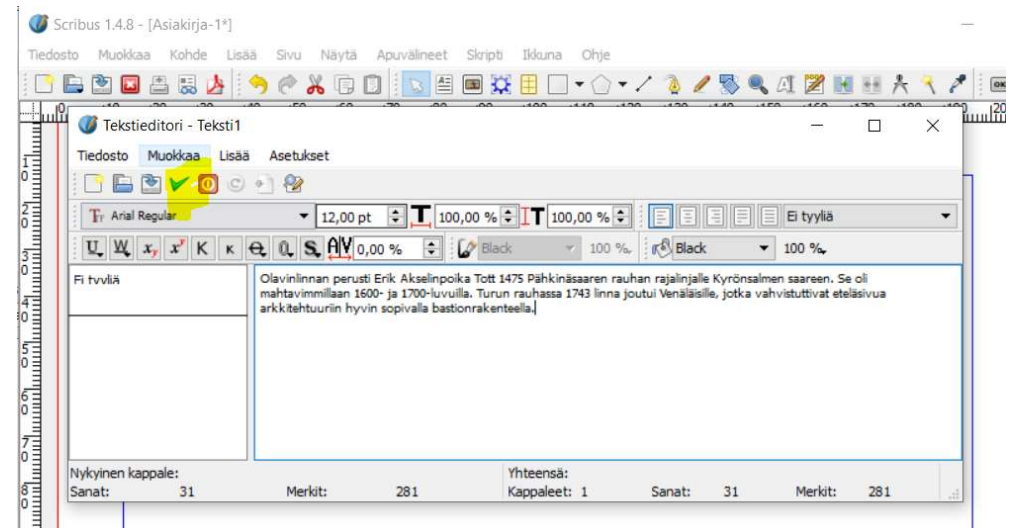 Scribus 1.4.8 - [Asiakirja-1*]
Tiedosto Muokkaa Kohde Lisää Sivu Näytä Apuvälineet Skripti Ikkuna Ohje
Tekstieditori - Teksti1
Tiedosto Muokkaa Lisää Asetukset
Arial Regular 12,00 pt 100,00 % 100,00 % Ei tyyliä
0,00 % Black 100 % Black 100 %
Ei tyyliä
Olavinlinnan perusti Erik Akselinpoika Tott 1475 Pähkinäsaaren rauhan rajalinjalle Kyrönsalmen saareen. Se oli
mahtavimmillaan 1600- ja 1700-luvuilla. Turun rauhassa 1743 linna joutui Venäläisille, jotka vahvistuttivat eteläsivua
arkkitehtuuriin hyvin sopivalla bastionrakenteella.
Nykyinen kappale: Yhteensä:
Sanat: 31 Merkit: 281 Kappaleet: 1 Sanat: 31 Merkit: 281